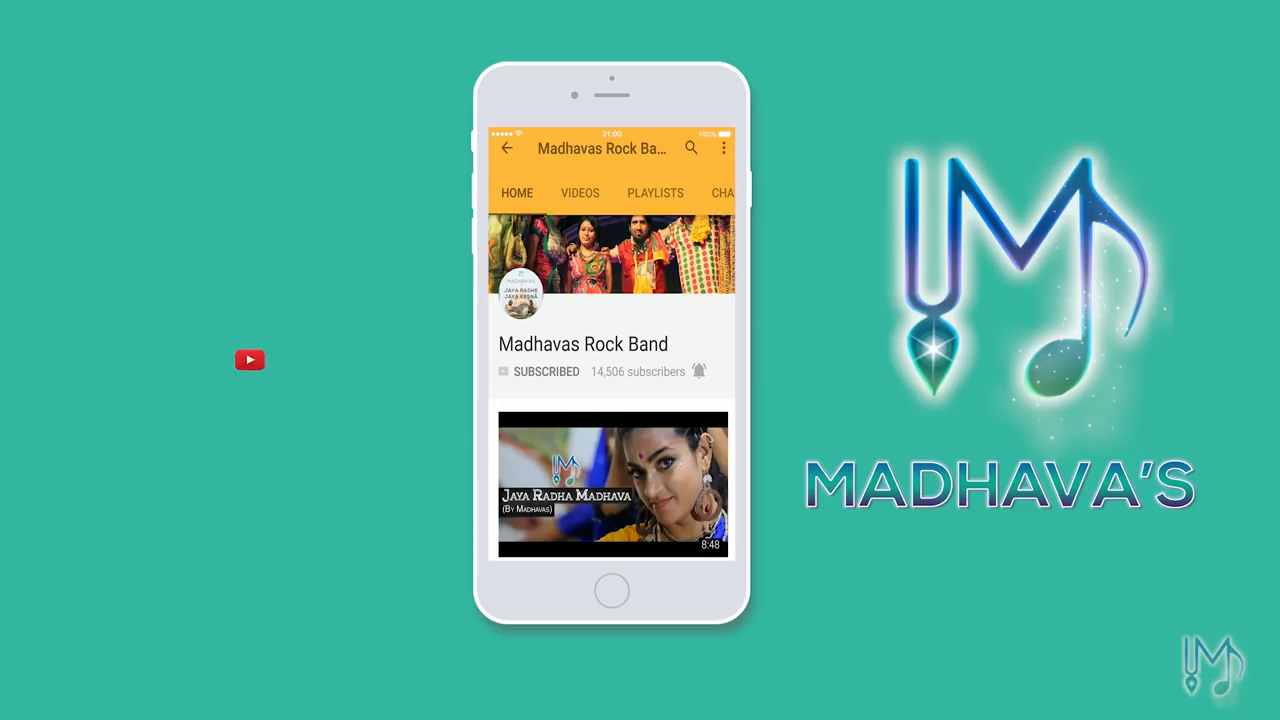 21:00
100%
Madhavas Rock Ba...
HOME VIDEOS PLAYLISTS CHA
MADHAVAS
JAYA RADHE
JAYA KRSNA
Madhavas Rock Band
SUBSCRIBED 14,506 subscribers
JAYA RADHA MADHAVA
(BY MADHAVAS)
8:48
MADHAVA'S